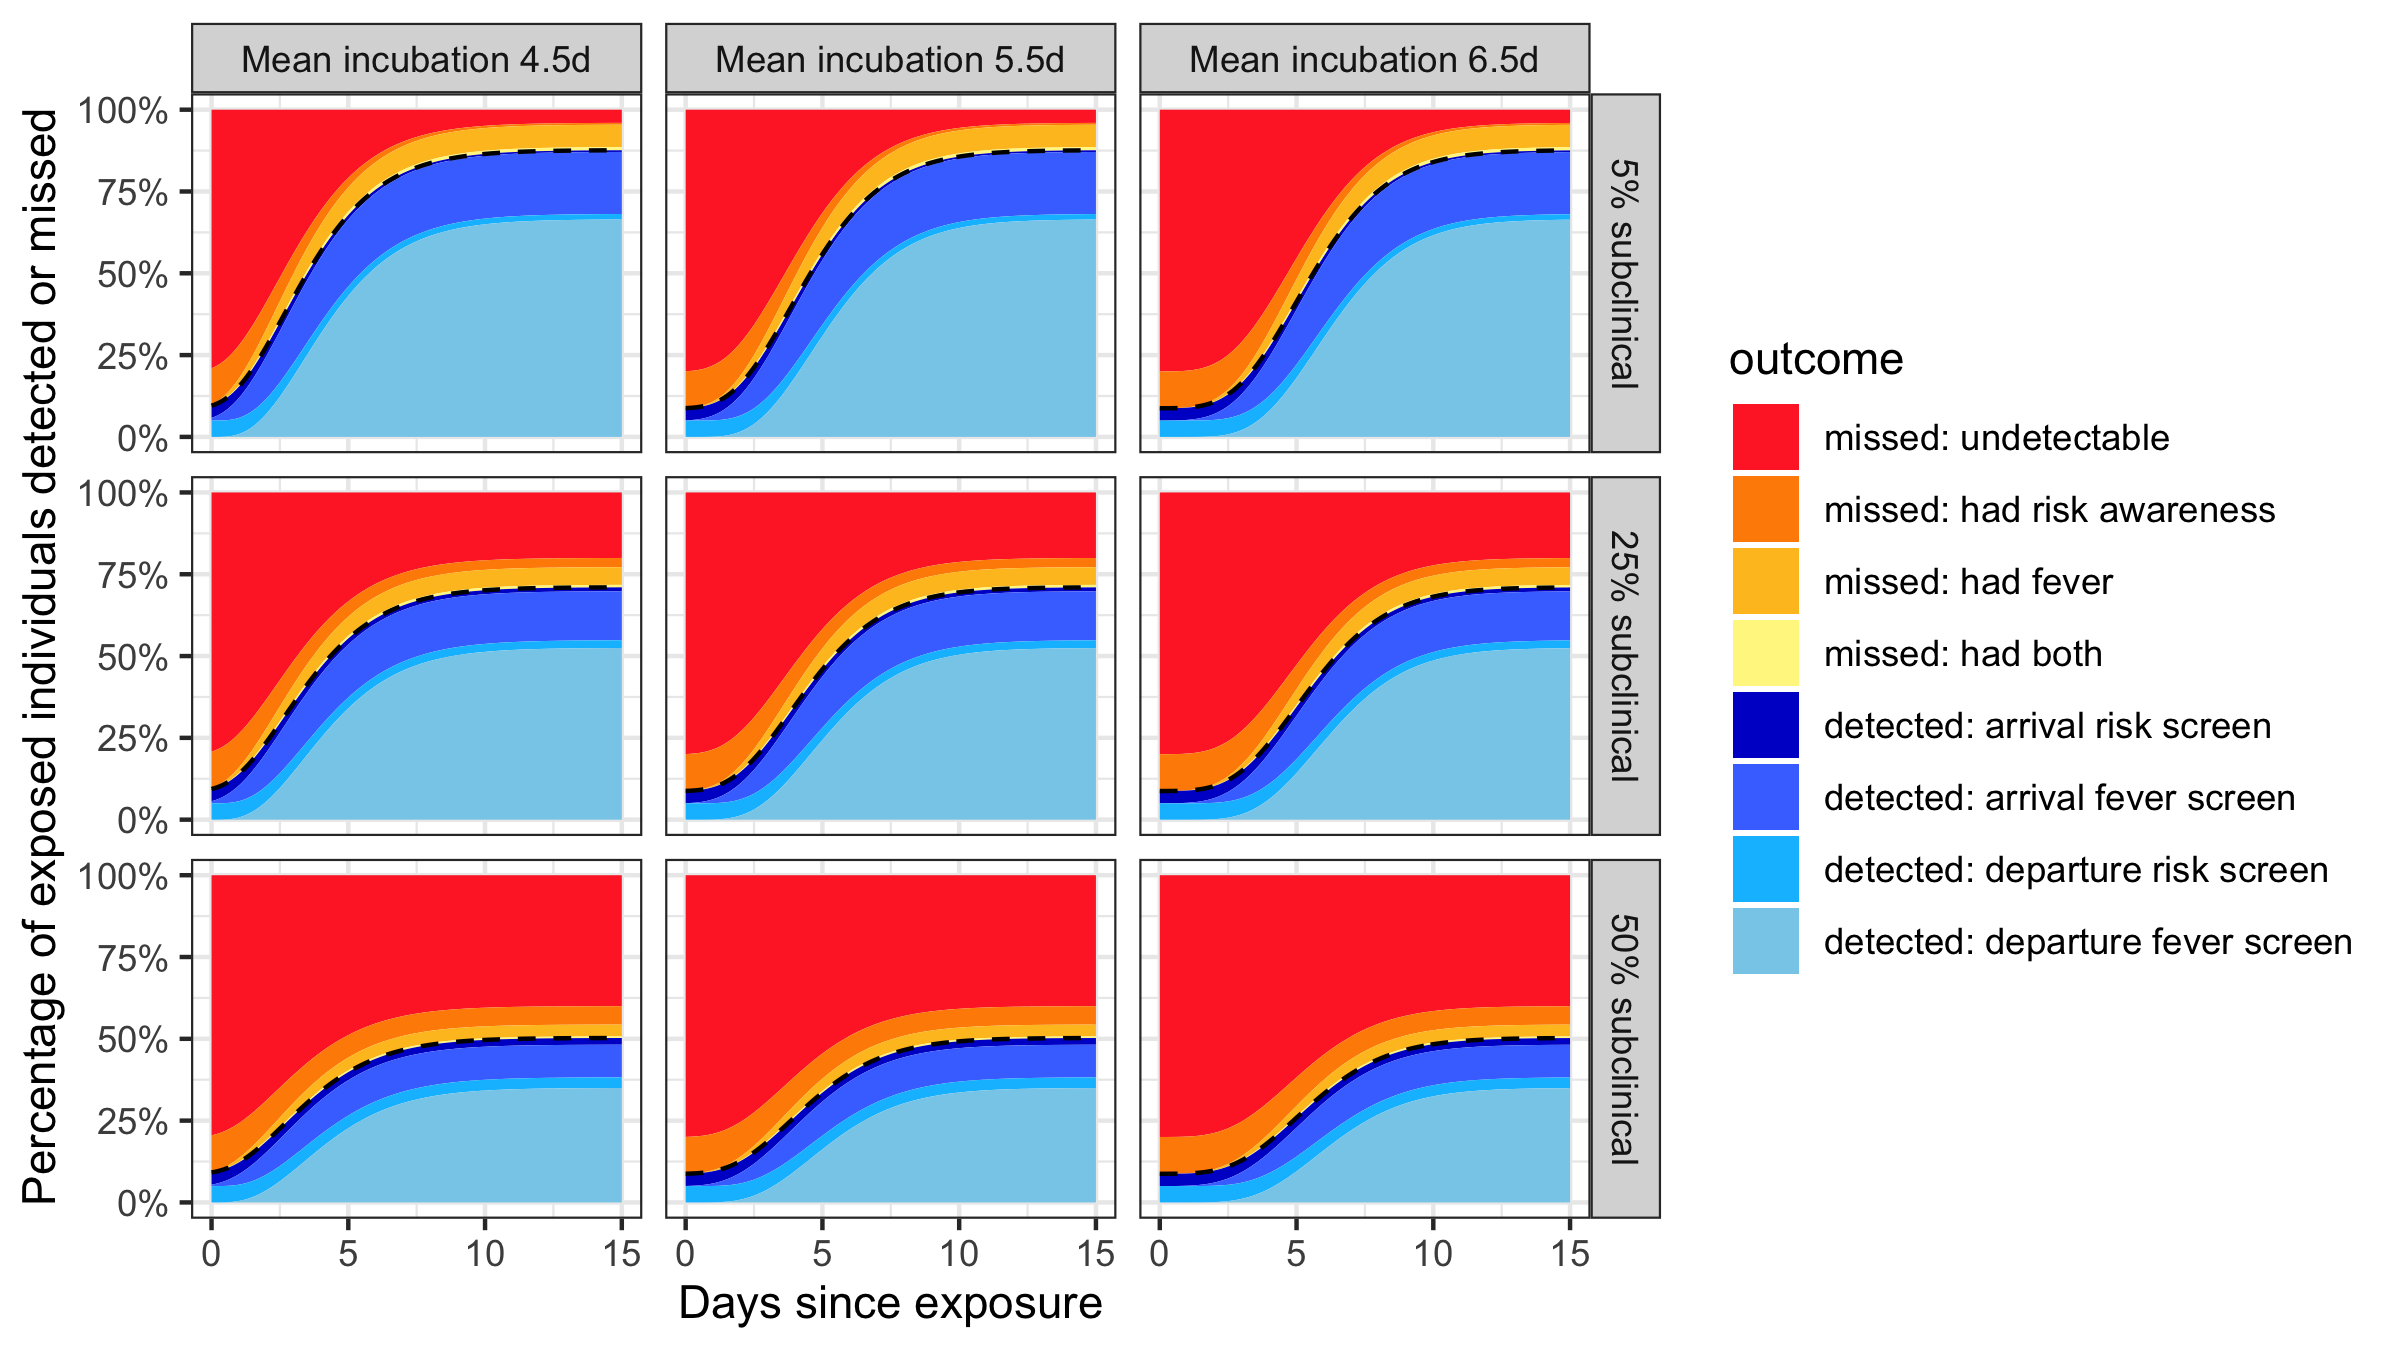 Mean incubation 4.5d
Mean incubation 5.5d
Mean incubation 6.5d
Percentage of exposed individuals detected or missed
100%
75%
50%
25%
0%
5% subclinical
100%
75%
50%
25%
0%
25% subclinical
100%
75%
50%
25%
0%
50% subclinical
0 5 10 15
0 5 10 15
0 5 10 15
Days since exposure
outcome
missed: undetectable
missed: had risk awareness
missed: had fever
missed: had both
detected: arrival risk screen
detected: arrival fever screen
detected: departure risk screen
detected: departure fever screen